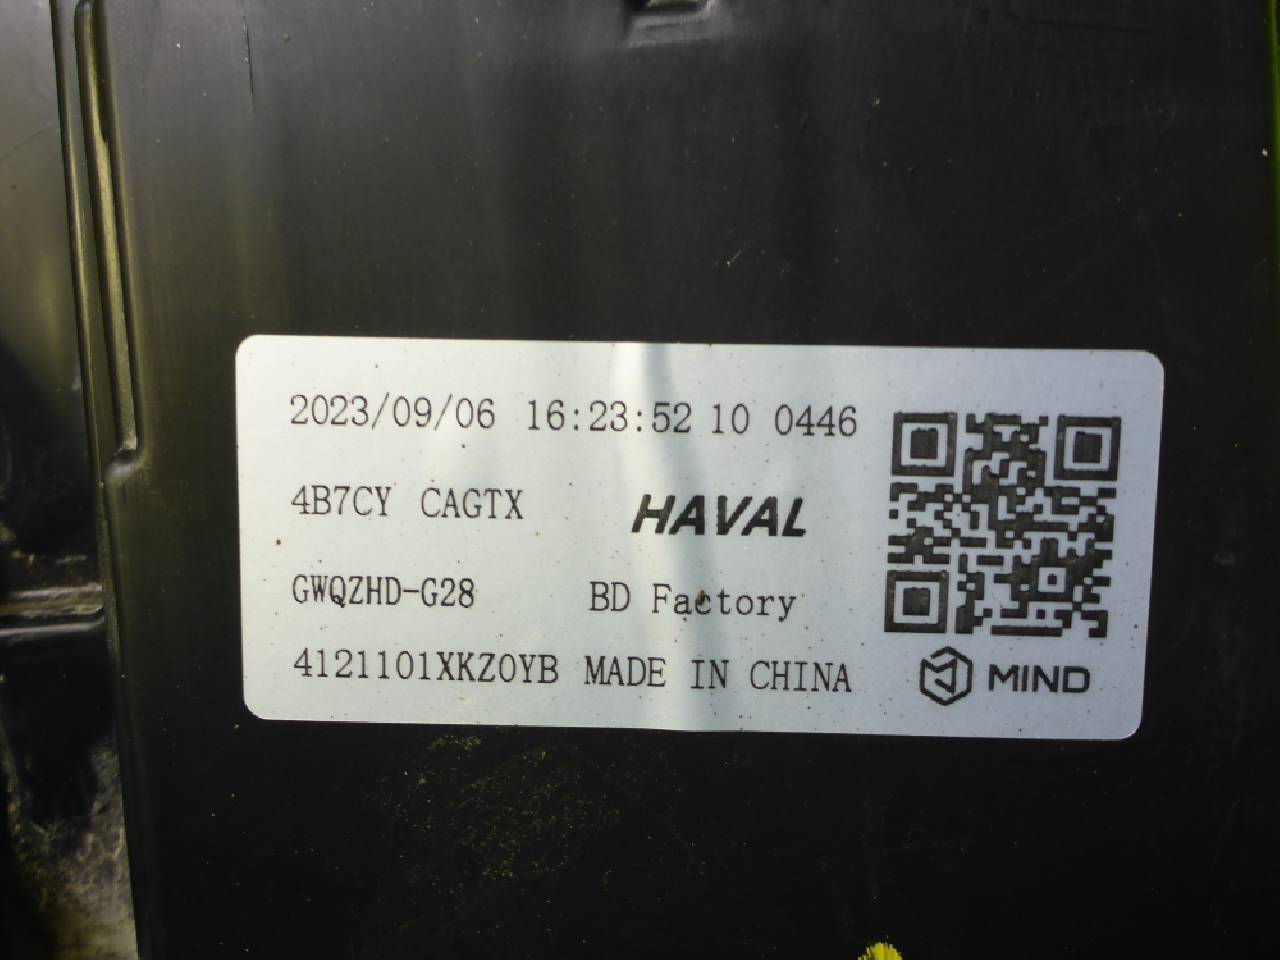 2023/09/06 16:23:52 10 0446
4B7CY CAGTX HAVAL
GWQZHD-G28 BD Factory
4121101XKZ0YB MADE IN CHINA
MIND